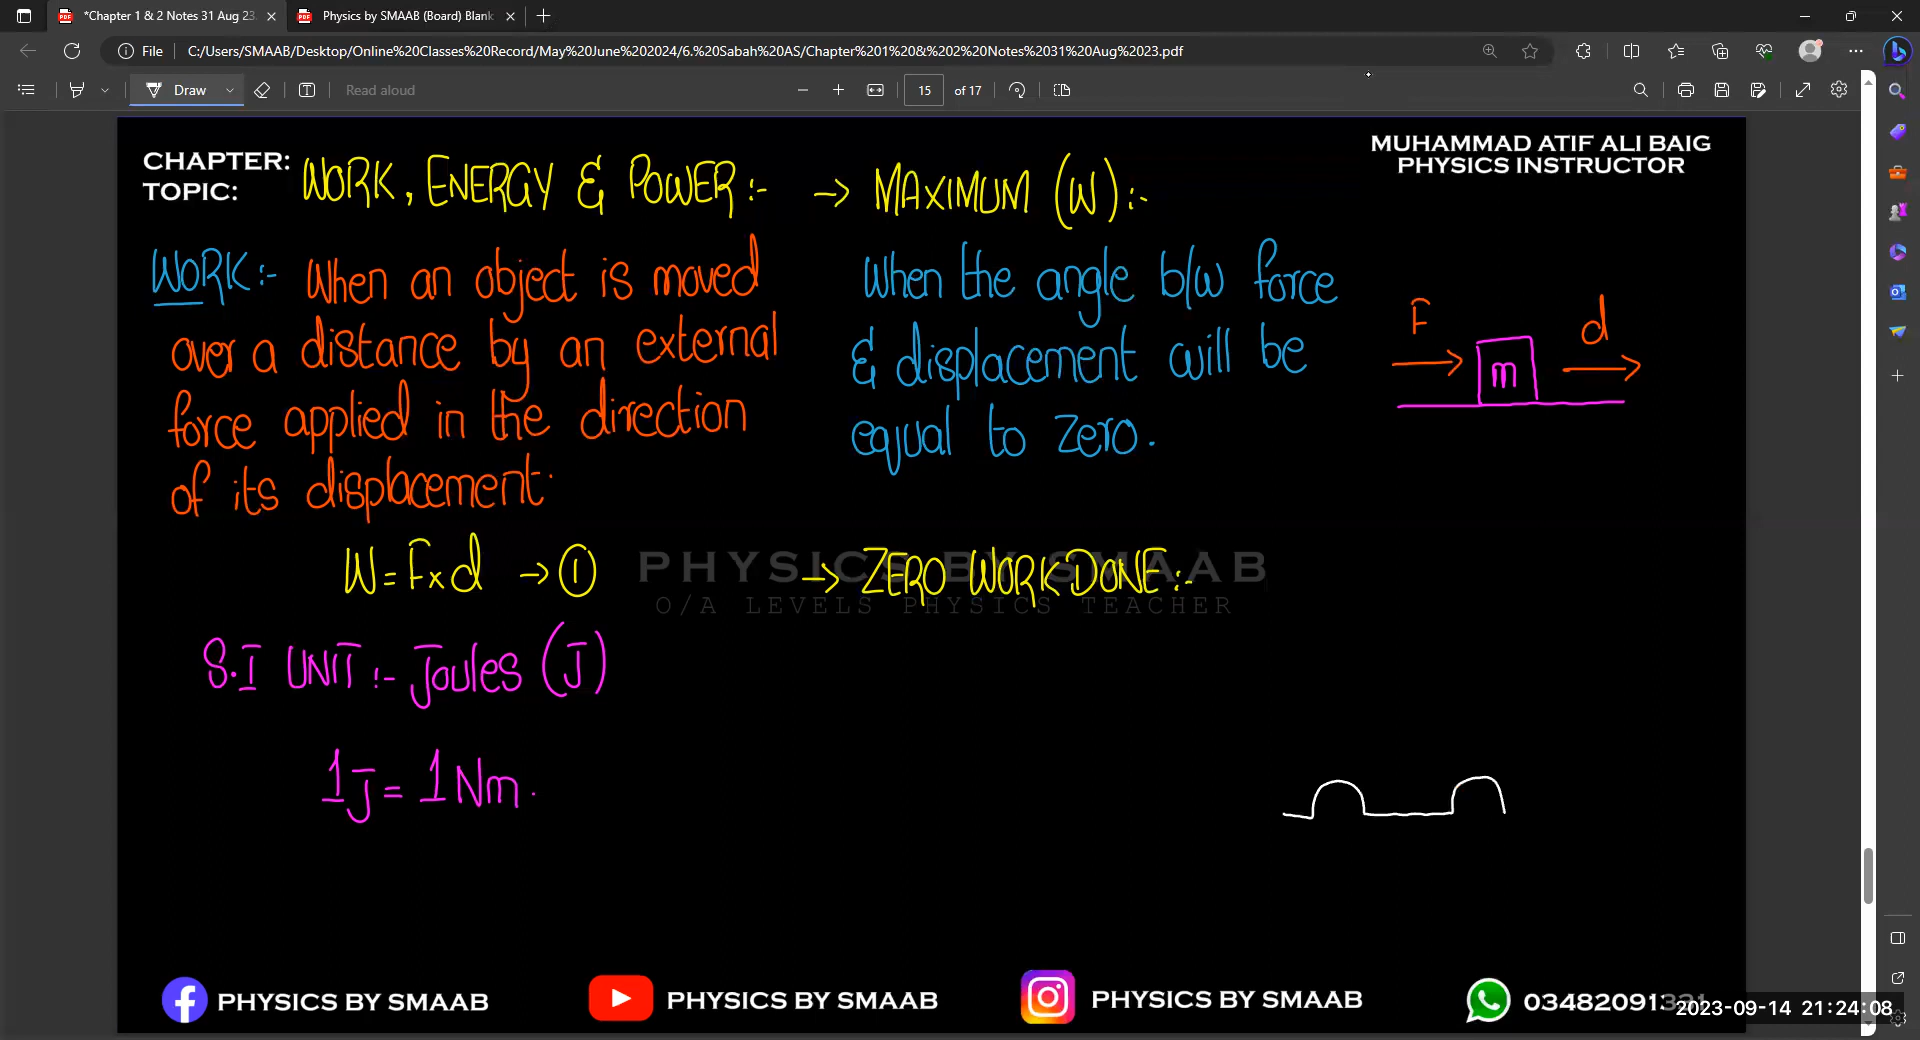 *Chapter 1 & 2 Notes 31 Aug 23.
Physics by SMAAB (Board) Blank
File
C:/Users/SMAAB/Desktop/Online%20Classes%20Record/May%20June%202024/6.%20Sabah%20AS/Chapter%201%20&%202%20Notes%2031%20Aug%2023.pdf
Draw
Read aloud
15
of 17
CHAPTER:
TOPIC:
WORK, ENERGY & POWER:-
MUHAMMAD ATIF ALI BAIG
PHYSICS INSTRUCTOR
WORK:- When an object is moved
over a distance by an external
force applied in the direction
of its displacement.
W = F x d → ①
S.I UNIT:- Joules (J)
1J = 1Nm.
→ MAXIMUM (W):-
When the angle b/w force
& displacement will be
equal to zero.
F
d
m
→ ZERO WORKDONE:-
PHYSICS BY SMAAB
O/A LEVELS PHYSICS TEACHER
PHYSICS BY SMAAB
PHYSICS BY SMAAB
PHYSICS BY SMAAB
2023-09-14 21:24:08